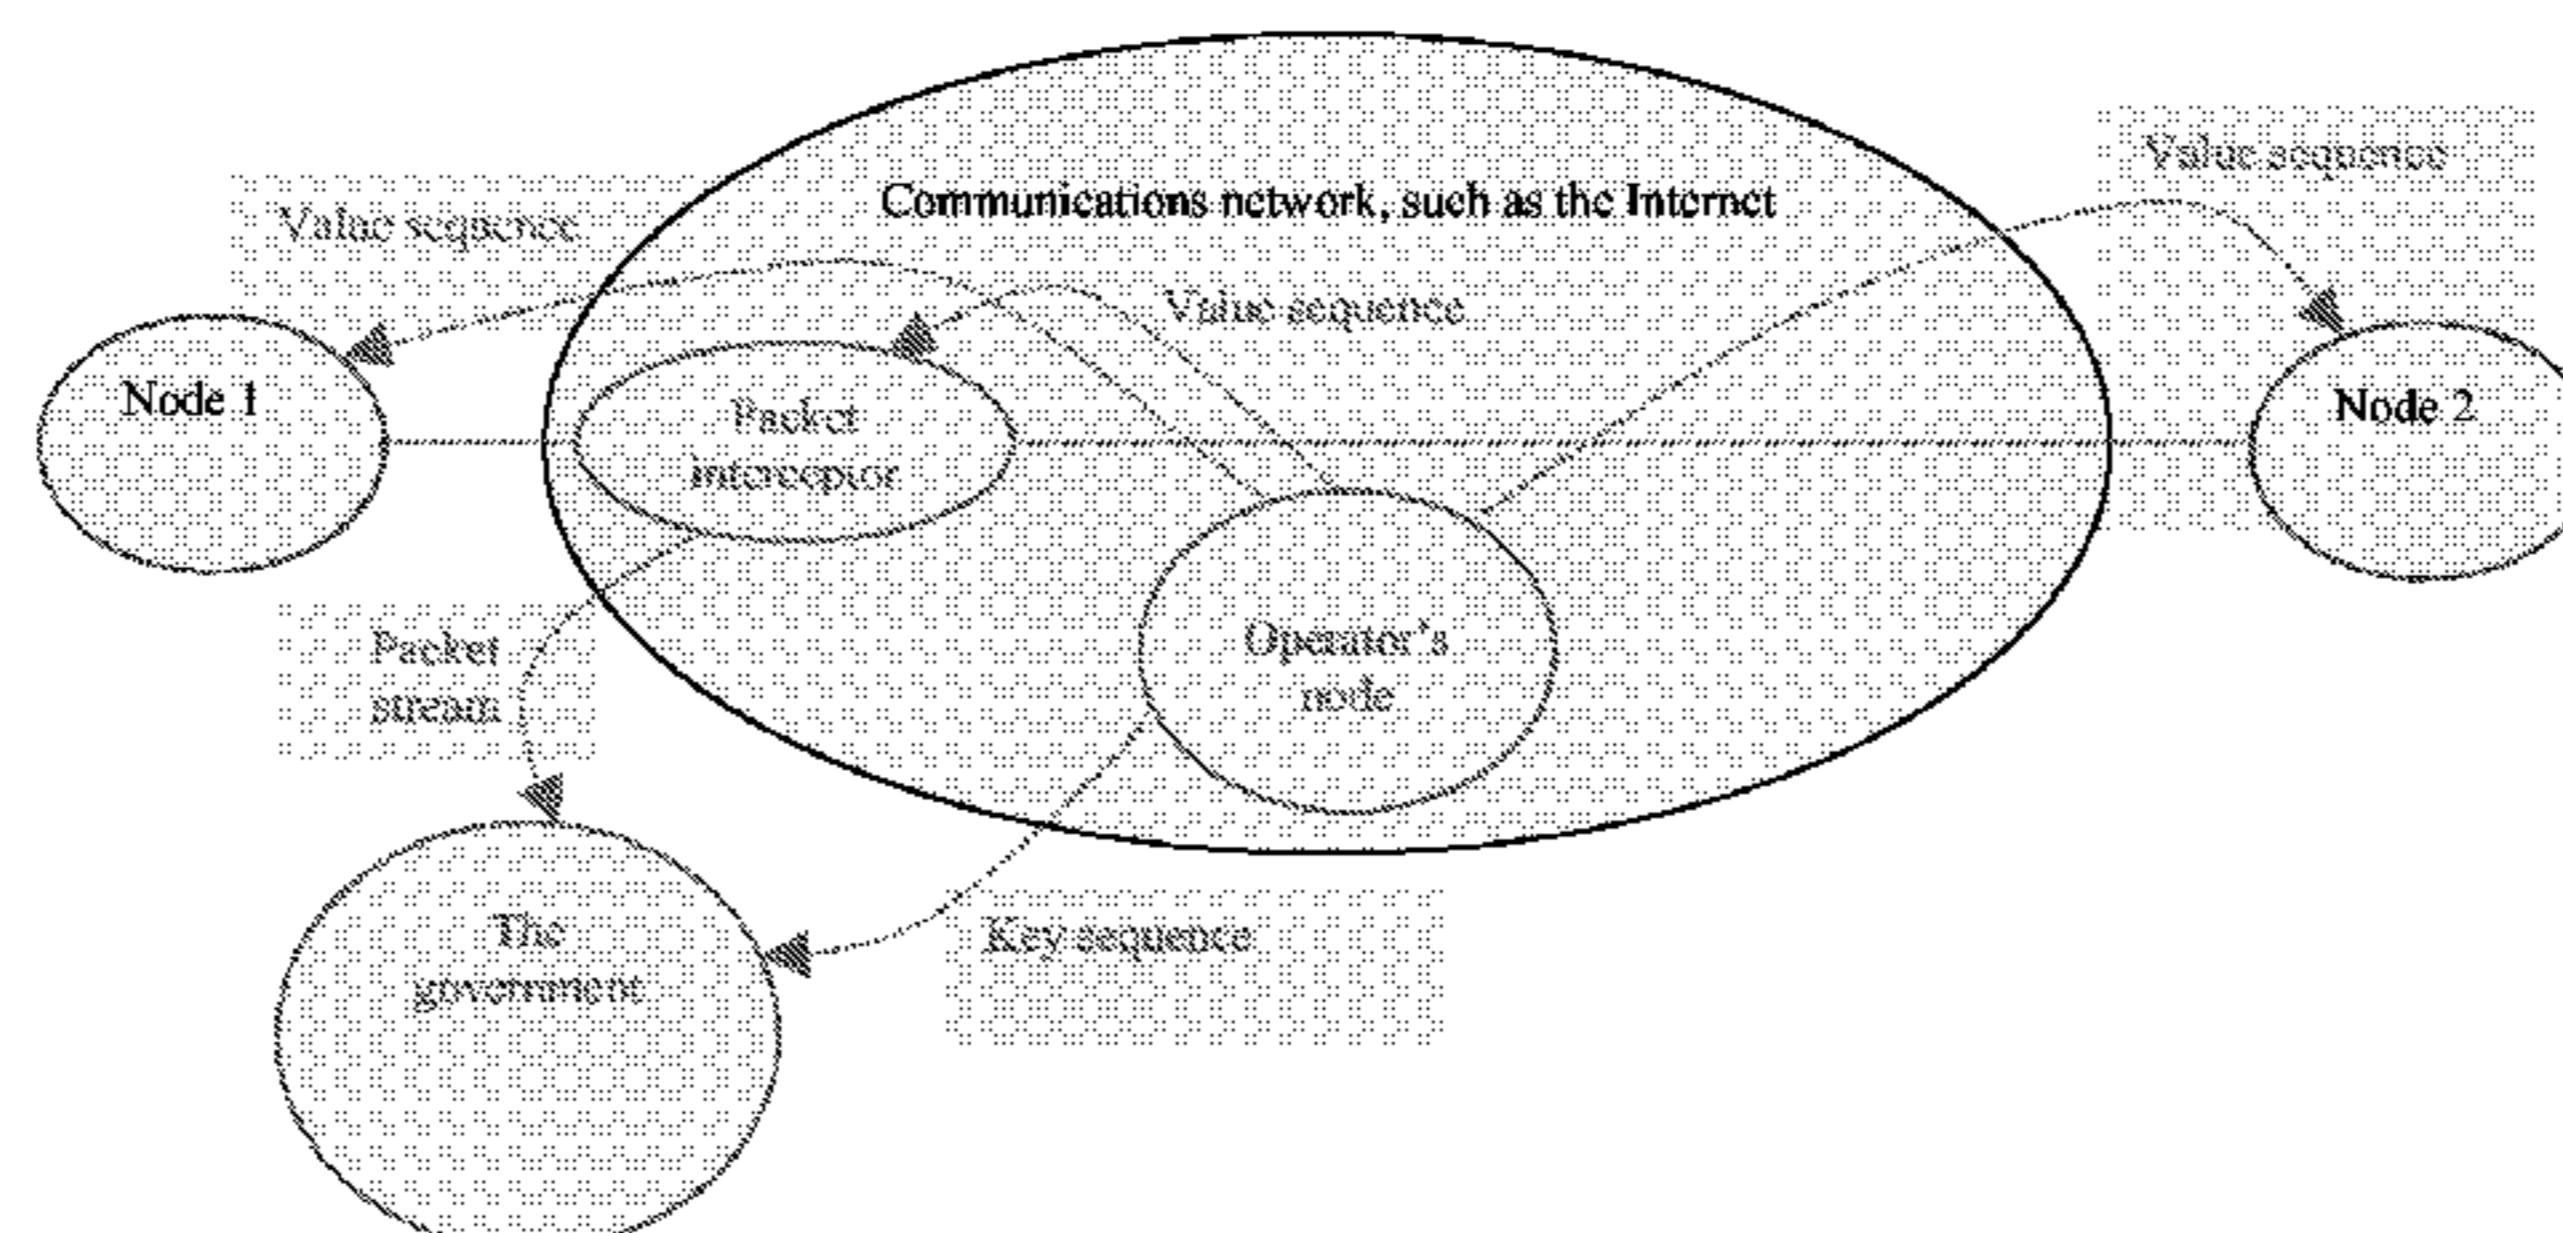 Value sequence
Communications network, such as the Internet
Value sequence
Value sequence
Node 1
Packet
interceptor
Node 2
Packet
stream
Operator's
node
The
government
Key sequence